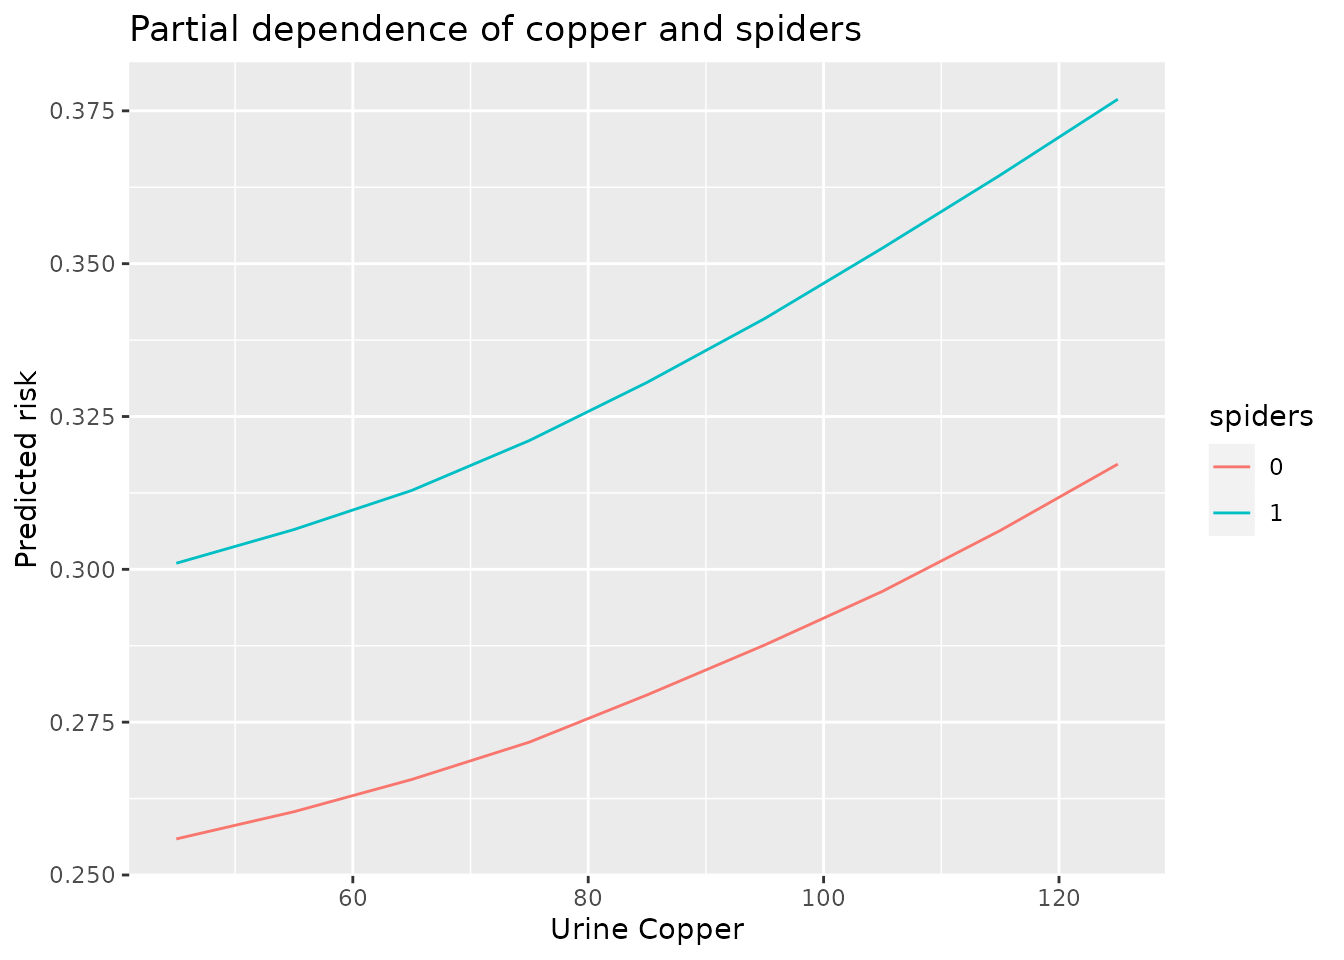 Partial dependence of copper and spiders
0.375
0.350
0.325
0.300
0.275
0.250
Predicted risk
60 80 100 120
Urine Copper
spiders
0
1